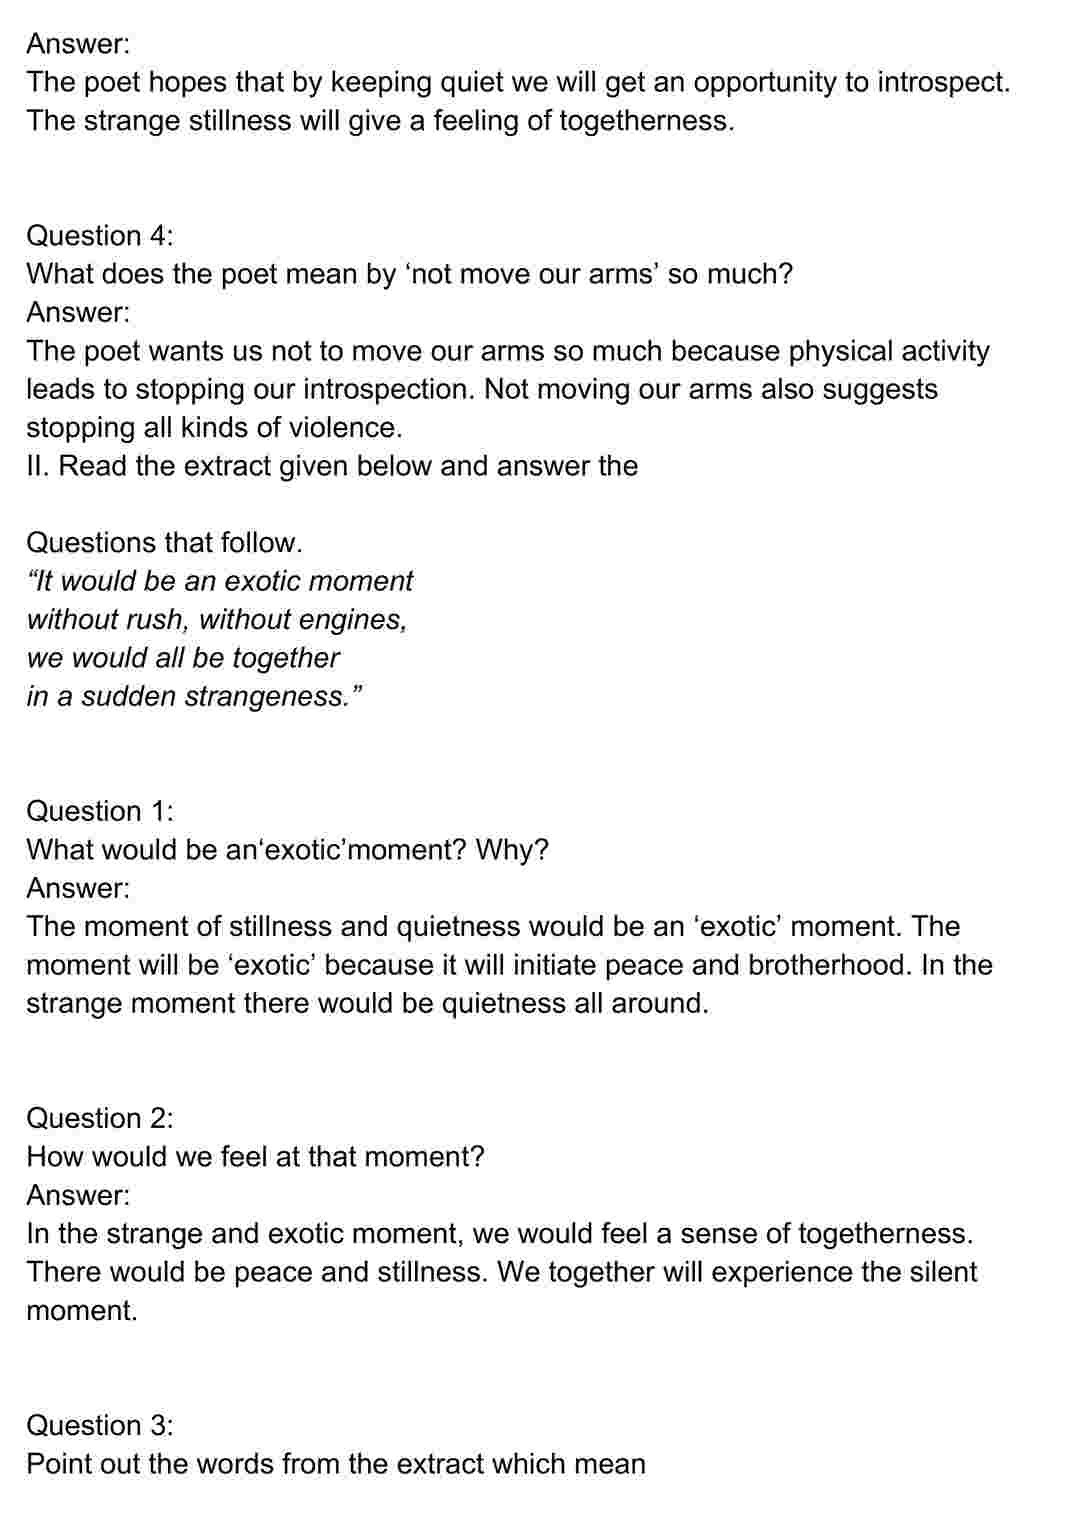 Answer:
The poet hopes that by keeping quiet we will get an opportunity to introspect.
The strange stillness will give a feeling of togetherness.
Question 4:
What does the poet mean by ‘not move our arms’ so much?
Answer:
The poet wants us not to move our arms so much because physical activity
leads to stopping our introspection. Not moving our arms also suggests
stopping all kinds of violence.
II. Read the extract given below and answer the
Questions that follow.
“It would be an exotic moment
without rush, without engines,
we would all be together
in a sudden strangeness.”
Question 1:
What would be an‘exotic’moment? Why?
Answer:
The moment of stillness and quietness would be an ‘exotic’ moment. The
moment will be ‘exotic’ because it will initiate peace and brotherhood. In the
strange moment there would be quietness all around.
Question 2:
How would we feel at that moment?
Answer:
In the strange and exotic moment, we would feel a sense of togetherness.
There would be peace and stillness. We together will experience the silent
moment.
Question 3:
Point out the words from the extract which mean